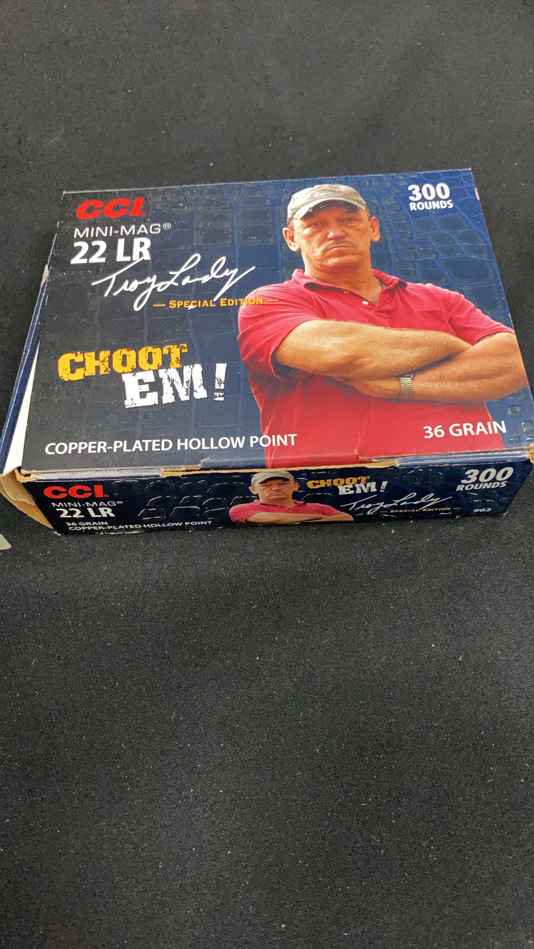 CCI
MINI-MAG®
22 LR
Troy Landry
— SPECIAL EDITION —
300
ROUNDS
CHOOT
EM!
COPPER-PLATED HOLLOW POINT
36 GRAIN
CCI
MINI-MAG®
22 LR
36 GRAIN
COPPER-PLATED HOLLOW POINT
CHOOT
EM!
Troy Landry
SPECIAL EDITION
300
ROUNDS
962